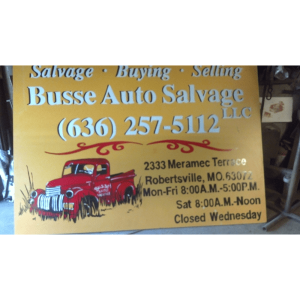 Salvage · Buying · Selling
Busse Auto Salvage
LLC
(636) 257-5112
2333 Meramec Terrace
Robertsville, MO. 63072
Mon-Fri 8:00A.M.-5:00P.M.
Sat 8:00A.M.-Noon
Closed Wednesday